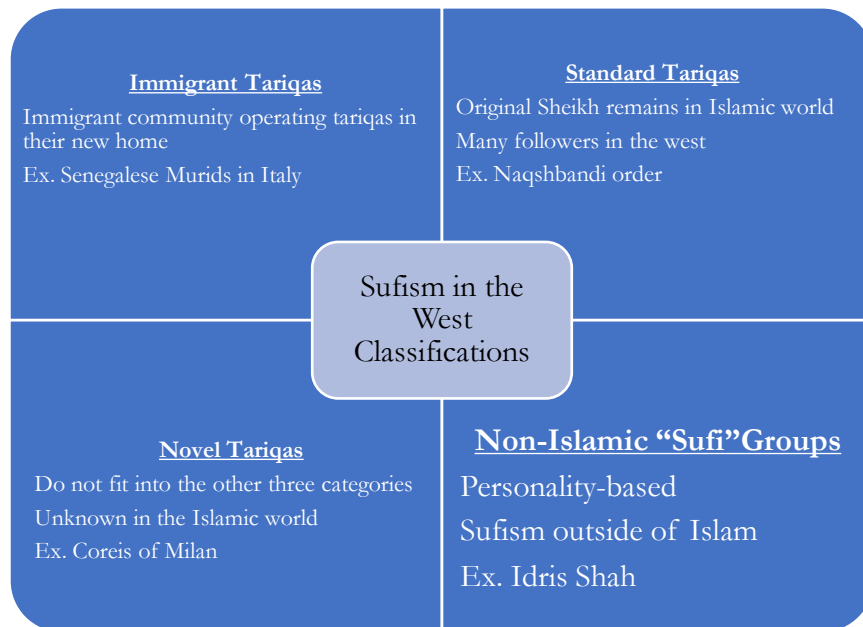 Immigrant Tariqas
Immigrant community operating tariqas in
their new home
Ex. Senegalese Murids in Italy
Standard Tariqas
Original Sheikh remains in Islamic world
Many followers in the west
Ex. Naqshbandi order
Sufism in the
West
Classifications
Novel Tariqas
Do not fit into the other three categories
Unknown in the Islamic world
Ex. Coreis of Milan
Non-Islamic “Sufi”Groups
Personality-based
Sufism outside of Islam
Ex. Idris Shah